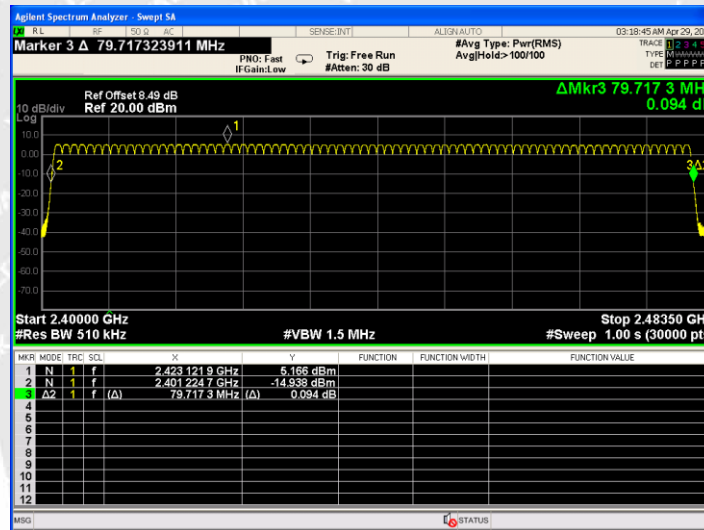 Agilent Spectrum Analyzer - Swept SA
RL RF 50 Ω AC SENSE:INT ALIGNAUTO 03:18:45 AM Apr 29, 20
Marker 3 Δ 79.717323911 MHz
PNO: Fast
IFGain:Low
Trig: Free Run
#Atten: 30 dB
#Avg Type: Pwr(RMS)
Avg|Hold:>100/100
TRACE 1 2 3 4 5
TYPE M
DET P P P P P
ΔMkr3 79.717 3 MH
0.094 d
10 dB/div
Log
Ref Offset 8.49 dB
Ref 20.00 dBm
10.0
0.00
-10.0
-20.0
-30.0
-40.0
-50.0
-60.0
-70.0
1
2
3Δ2
Start 2.40000 GHz
#Res BW 510 kHz
#VBW 1.5 MHz
Stop 2.48350 GH
#Sweep 1.00 s (30000 pt
MKR MODE TRC SCL X Y FUNCTION FUNCTION WIDTH FUNCTION VALUE
1 N 1 f 2.423 121 9 GHz 5.166 dBm
2 N 1 f 2.401 224 7 GHz -14.938 dBm
3 Δ2 1 f (Δ) 79.717 3 MHz (Δ) 0.094 dB
4
5
6
7
8
9
10
11
12
MSG STATUS